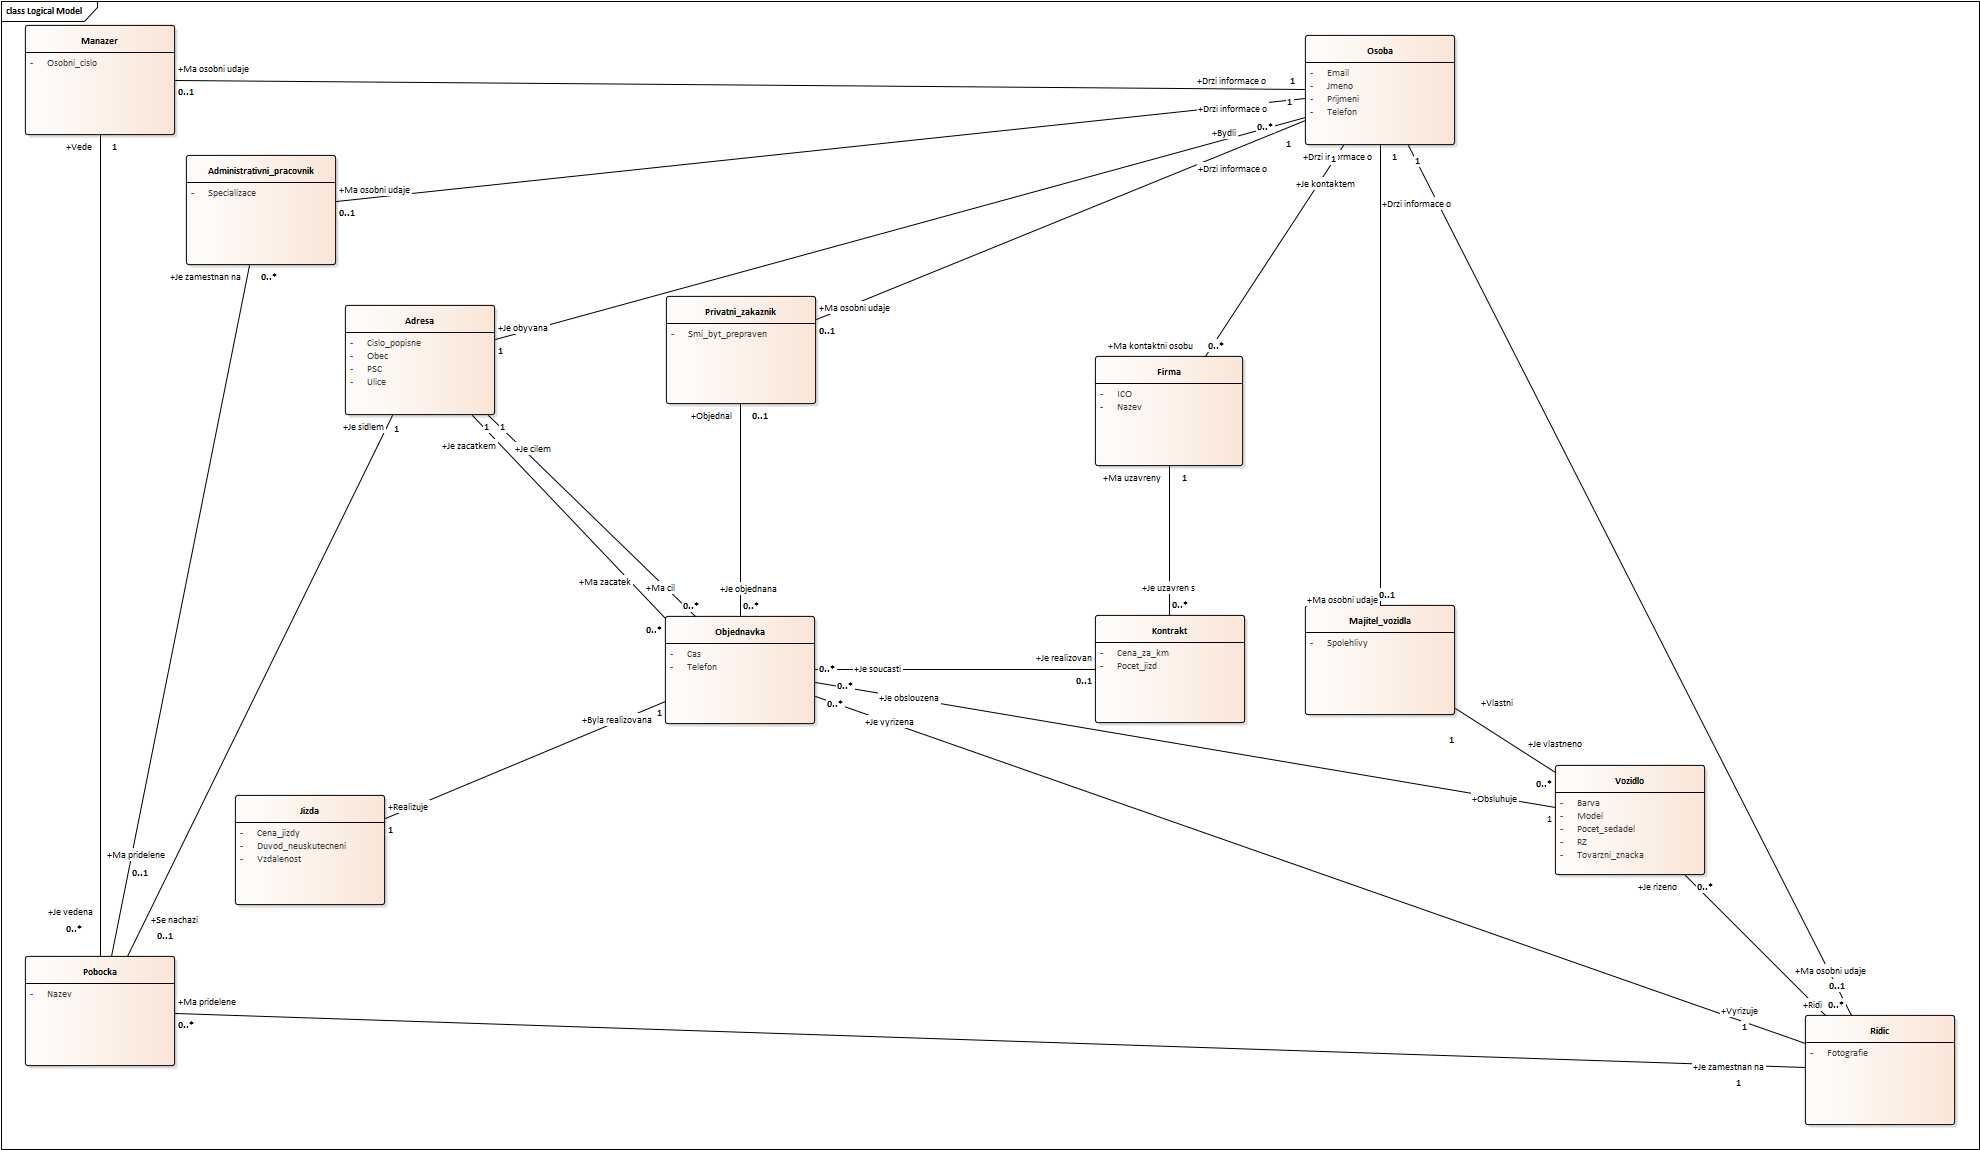 class Logical Model
Manazer
- Osobni_cislo
+Ma osobni udaje
0..1
+Drzi informace o
1
Osoba
- Email
- Jmeno
- Prijmeni
- Telefon
+Drzi informace o
1
+Bydli
0..*
1
+Drzi informace o
+Drzi informace o
1
1
1
+Je kontaktem
+Drzi informace o
+Vede
1
Administrativni_pracovnik
- Specializace
+Ma osobni udaje
0..1
+Je zamestnan na
0..*
Adresa
- Cislo_popisne
- Obec
- PSC
- Ulice
+Je obyvana
1
Privatni_zakaznik
- Smi_byt_prepraven
+Ma osobni udaje
0..1
+Ma kontaktni osobu
0..*
Firma
- ICO
- Nazev
+Je sidlem
1
+Je zacatkem
1
1
+Je cilem
+Objednal
0..1
+Ma uzavreny
1
+Ma zacatek
0..*
+Ma cil
0..*
+Je objednana
0..*
+Je uzavren s
0..*
+Ma osobni udaje
0..1
Objednavka
- Cas
- Telefon
Kontrakt
- Cena_za_km
- Pocet_jizd
Majitel_vozidla
- Spolehlivy
0..*
+Je soucasti
+Je realizovan
0..1
0..*
+Je obslouzena
0..*
+Je vyrizena
+Byla realizovana
1
+Vlastni
1
+Je vlastneno
0..*
Vozidlo
- Barva
- Model
- Pocet_sedadel
- RZ
- Tovarzni_znacka
+Obsluhuje
1
Jizda
- Cena_jizdy
- Duvod_neuskutecneni
- Vzdalenost
+Realizuje
1
+Ma pridelene
0..1
+Je rizeno
0..*
+Je vedena
0..*
+Se nachazi
0..1
Pobocka
- Nazev
+Ma pridelene
0..*
+Ma osobni udaje
0..1
+Ridi
0..*
+Vyrizuje
1
Ridic
- Fotografie
+Je zamestnan na
1